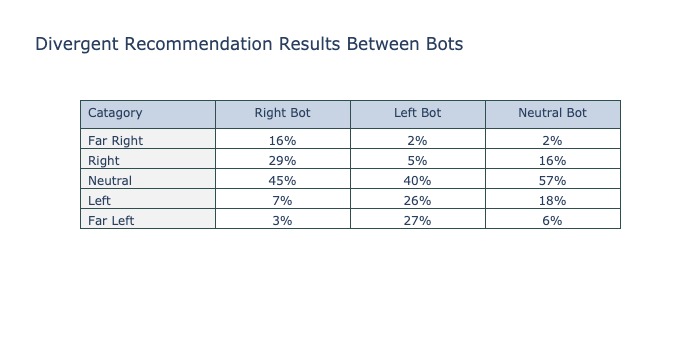 Divergent Recommendation Results Between Bots
Catagory Right Bot Left Bot Neutral Bot
Far Right 16% 2% 2%
Right 29% 5% 16%
Neutral 45% 40% 57%
Left 7% 26% 18%
Far Left 3% 27% 6%